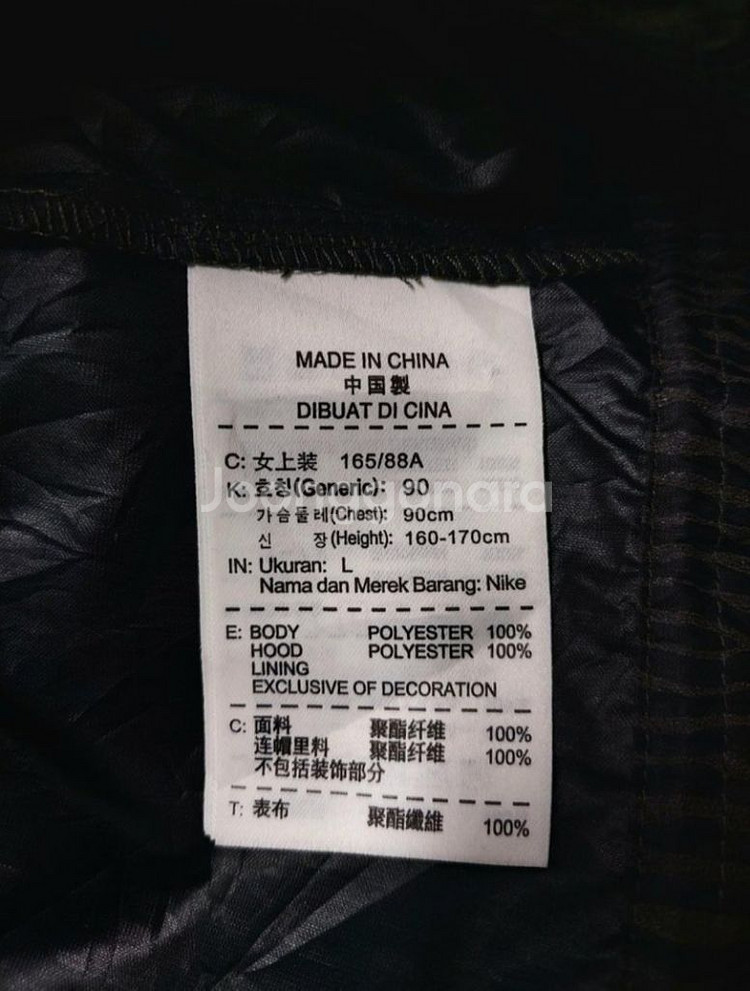 MADE IN CHINA
中国製
DIBUAT DI CINA
C: 女上装 165/88A
K: 호칭(Generic): 90
가슴둘레(Chest): 90cm
신 장(Height): 160-170cm
IN: Ukuran: L
Nama dan Merek Barang: Nike
E: BODY POLYESTER 100%
HOOD POLYESTER 100%
LINING
EXCLUSIVE OF DECORATION
C: 面料 聚酯纤维 100%
连帽里料 聚酯纤维 100%
不包括装饰部分
T: 表布 聚酯纖維 100%
Joonggonara